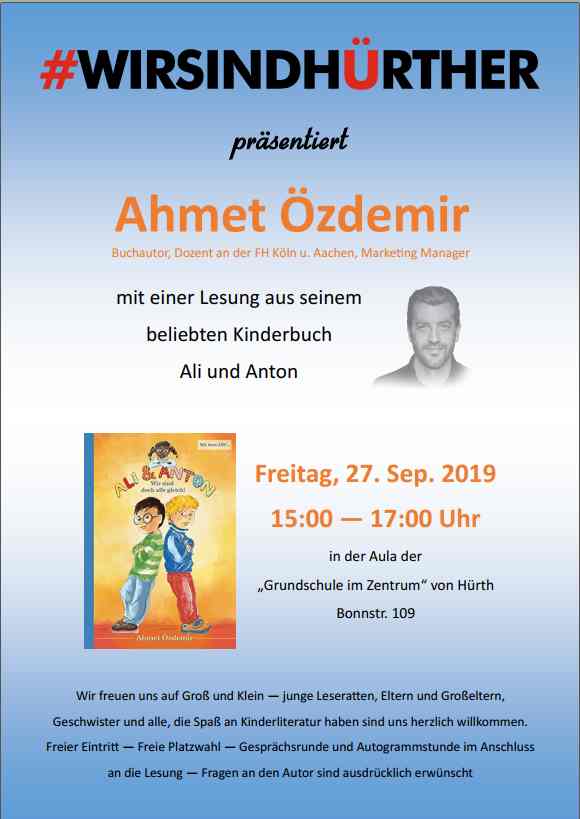 #WIRSINDHÜRTHER
präsentiert
Ahmet Özdemir
Buchautor, Dozent an der FH Köln u. Aachen, Marketing Manager
mit einer Lesung aus seinem
beliebten Kinderbuch
Ali und Anton
ALI & ANTON
Wir sind
doch alle gleich!
Ahmet Özdemir
Freitag, 27. Sep. 2019
15:00 — 17:00 Uhr
in der Aula der
„Grundschule im Zentrum“ von Hürth
Bonnstr. 109
Wir freuen uns auf Groß und Klein — junge Leseratten, Eltern und Großeltern,
Geschwister und alle, die Spaß an Kinderliteratur haben sind uns herzlich willkommen.
Freier Eintritt — Freie Platzwahl — Gesprächsrunde und Autogrammstunde im Anschluss
an die Lesung — Fragen an den Autor sind ausdrücklich erwünscht